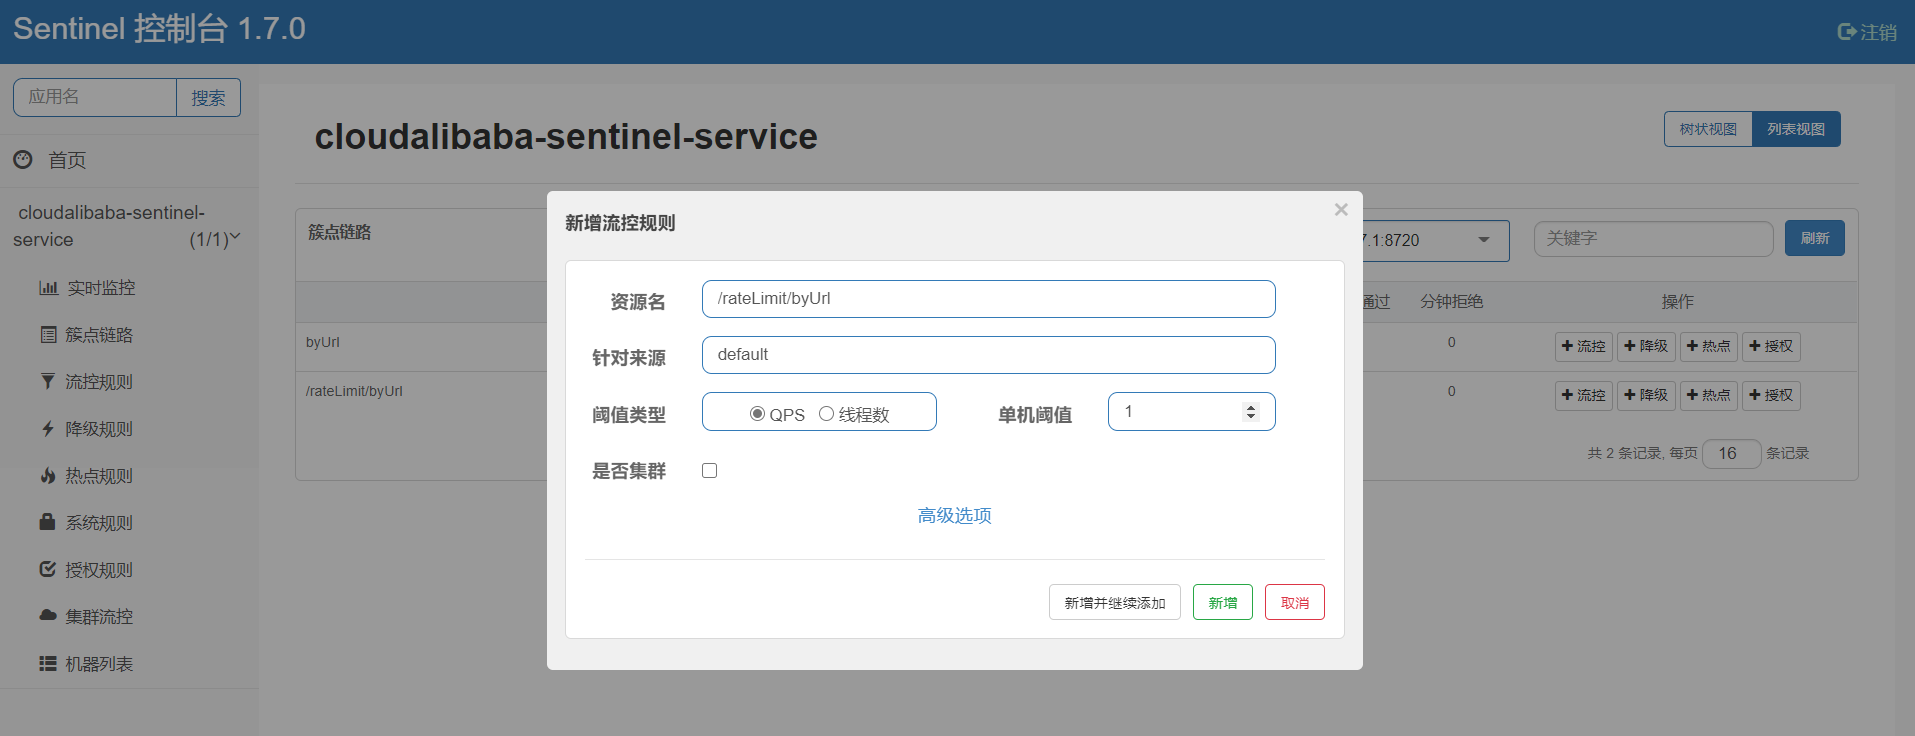 Sentinel 控制台 1.7.0
注销
应用名
搜索
首页
cloudalibaba-sentinel-
service (1/1)
实时监控
簇点链路
流控规则
降级规则
热点规则
系统规则
授权规则
集群流控
机器列表
cloudalibaba-sentinel-service
树状视图 列表视图
簇点链路
7.1:8720
关键字
刷新
通过 分钟拒绝 操作
byUrl 0 流控 降级 热点 授权
/rateLimit/byUrl 0 流控 降级 热点 授权
共 2 条记录, 每页 16 条记录
新增流控规则
×
资源名 /rateLimit/byUrl
针对来源 default
阈值类型 QPS 线程数 单机阈值 1
是否集群
高级选项
新增并继续添加 新增 取消